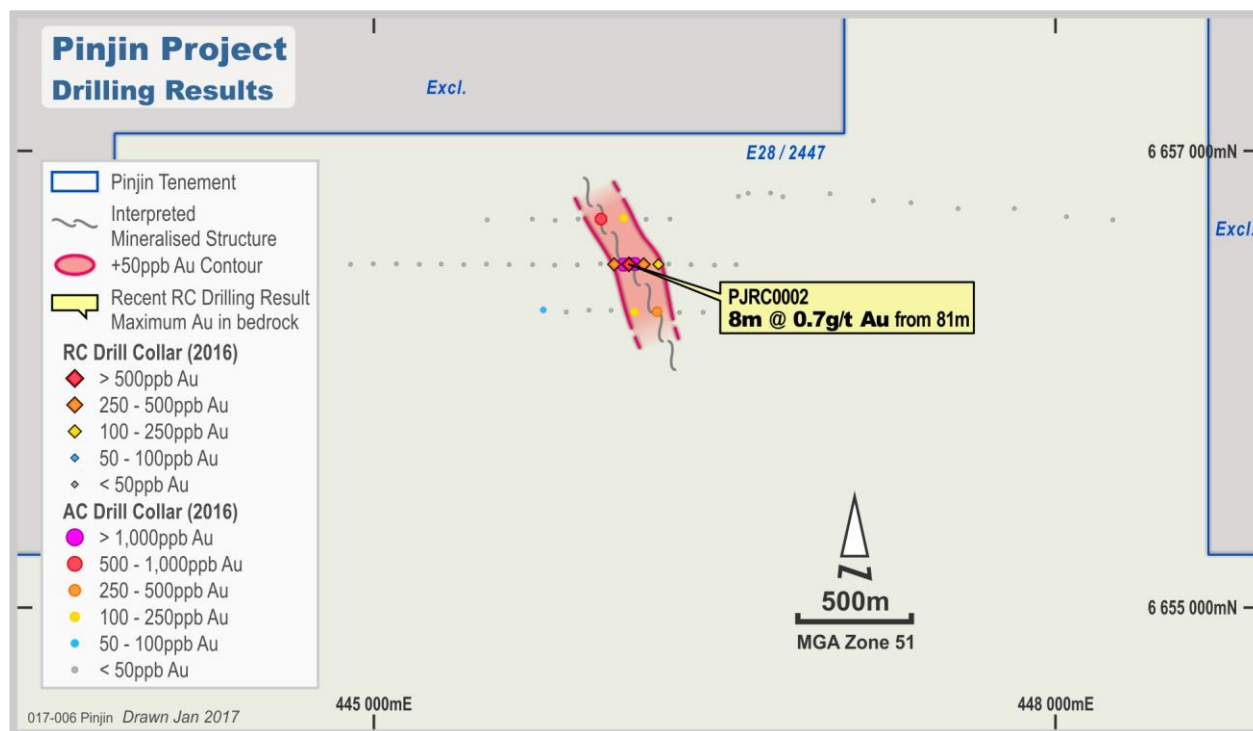 Pinjin Project
Drilling Results
Excl.
E28 / 2447
6 657 000mN
Excl.
Pinjin Tenement
Interpreted
Mineralised Structure
+50ppb Au Contour
Recent RC Drilling Result
Maximum Au in bedrock
RC Drill Collar (2016)
> 500ppb Au
250 - 500ppb Au
100 - 250ppb Au
50 - 100ppb Au
< 50ppb Au
AC Drill Collar (2016)
> 1,000ppb Au
500 - 1,000ppb Au
250 - 500ppb Au
100 - 250ppb Au
50 - 100ppb Au
< 50ppb Au
PJRC0002
8m @ 0.7g/t Au from 81m
N
500m
MGA Zone 51
6 655 000mN
445 000mE
448 000mE
017-006 Pinjin Drawn Jan 2017